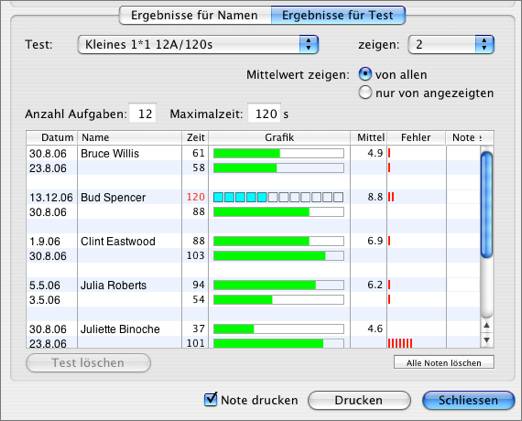 Ergebnisse für Namen Ergebnisse für Test
Test: Kleines 1*1 12A/120s zeigen: 2
Mittelwert zeigen: von allen
nur von angezeigten
Anzahl Aufgaben: 12 Maximalzeit: 120 s
Datum Name Zeit Grafik Mittel Fehler Note
30.8.06 Bruce Willis 61 4.9
23.8.06 58
13.12.06 Bud Spencer 120 8.8
30.8.06 88
1.9.06 Clint Eastwood 88 6.9
30.8.06 103
5.5.06 Julia Roberts 94 6.2
3.5.06 54
30.8.06 Juliette Binoche 37 4.6
23.8.06 101
Test löschen Alle Noten löschen
Note drucken Drucken Schliessen